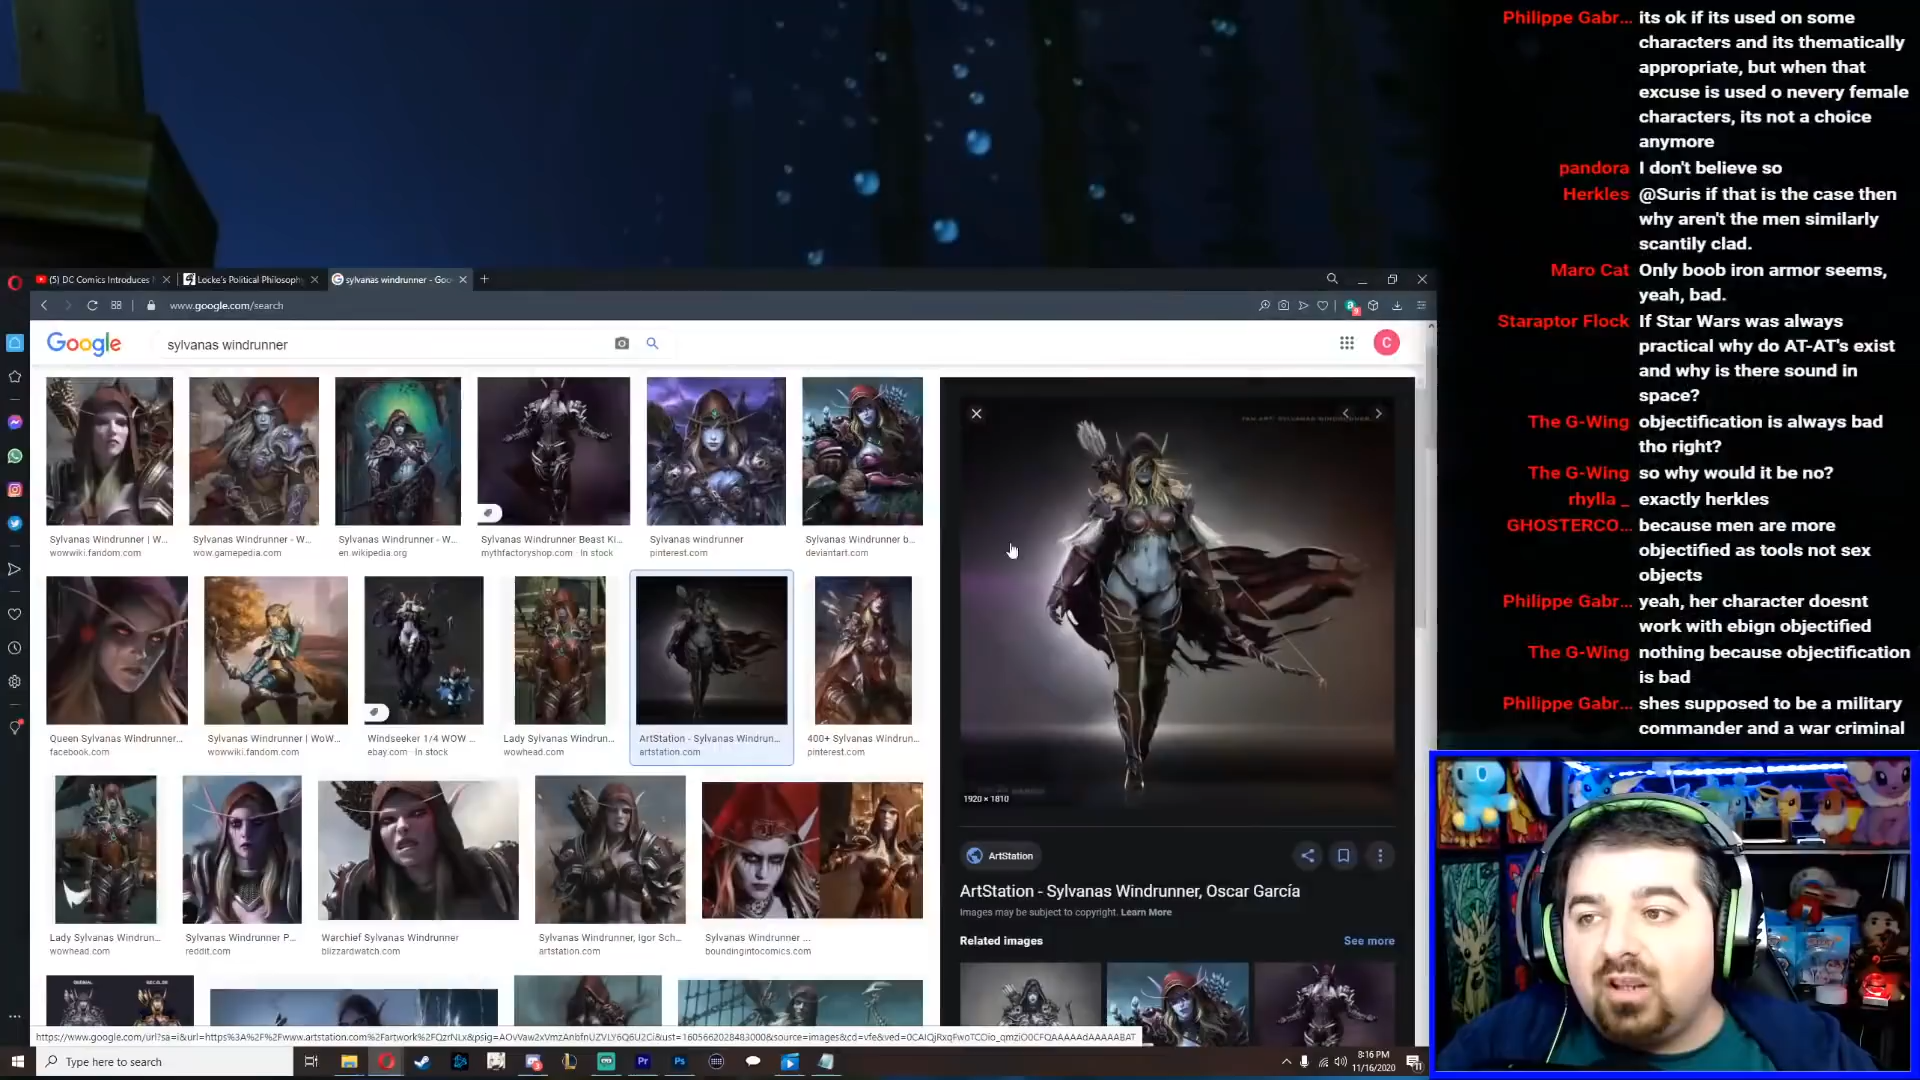 Philippe Gabr... its ok if its used on some
characters and its thematically
appropriate, but when that
excuse is used o nevery female
characters, its not a choice
anymore
pandora I don't believe so
Herkles @Suris if that is the case then
why aren't the men similarly
scantily clad.
Maro Cat Only boob iron armor seems,
yeah, bad.
Staraptor Flock If Star Wars was always
practical why do AT-AT's exist
and why is there sound in
space?
The G-Wing objectification is always bad
tho right?
The G-Wing so why would it be no?
rhylla _ exactly herkles
GHOSTERCO... because men are more
objectified as tools not sex
objects
Philippe Gabr... yeah, her character doesnt
work with ebign objectified
The G-Wing nothing because objectification
is bad
Philippe Gabr... shes supposed to be a military
commander and a war criminal
(5) DC Comics Introduces
Locke's Political Philosophy
sylvanas windrunner - Goo
www.google.com/search
Google
sylvanas windrunner
C
Sylvanas Windrunner | W...
wowwiki.fandom.com
Sylvanas Windrunner - W...
wow.gamepedia.com
Sylvanas Windrunner - W...
en.wikipedia.org
Sylvanas Windrunner Beast Ki...
mythfactoryshop.com · In stock
Sylvanas windrunner
pinterest.com
Sylvanas Windrunner b...
deviantart.com
Queen Sylvanas Windrunner...
facebook.com
Sylvanas Windrunner | WoW...
wowwiki.fandom.com
Windseeker 1/4 WOW ...
ebay.com · In stock
Lady Sylvanas Windrun...
wowhead.com
ArtStation - Sylvanas Windrun...
artstation.com
400+ Sylvanas Windrun...
pinterest.com
Lady Sylvanas Windrun...
wowhead.com
Sylvanas Windrunner P...
reddit.com
Warchief Sylvanas Windrunner
blizzardwatch.com
Sylvanas Windrunner, Igor Sch...
artstation.com
Sylvanas Windrunner ...
boundingintocomics.com
FAN ART: SYLVANAS WINDRUNNER
1920 × 1810
ArtStation
ArtStation - Sylvanas Windrunner, Oscar García
Images may be subject to copyright. Learn More
Related images
See more
Type here to search
8:16 PM
11/16/2020